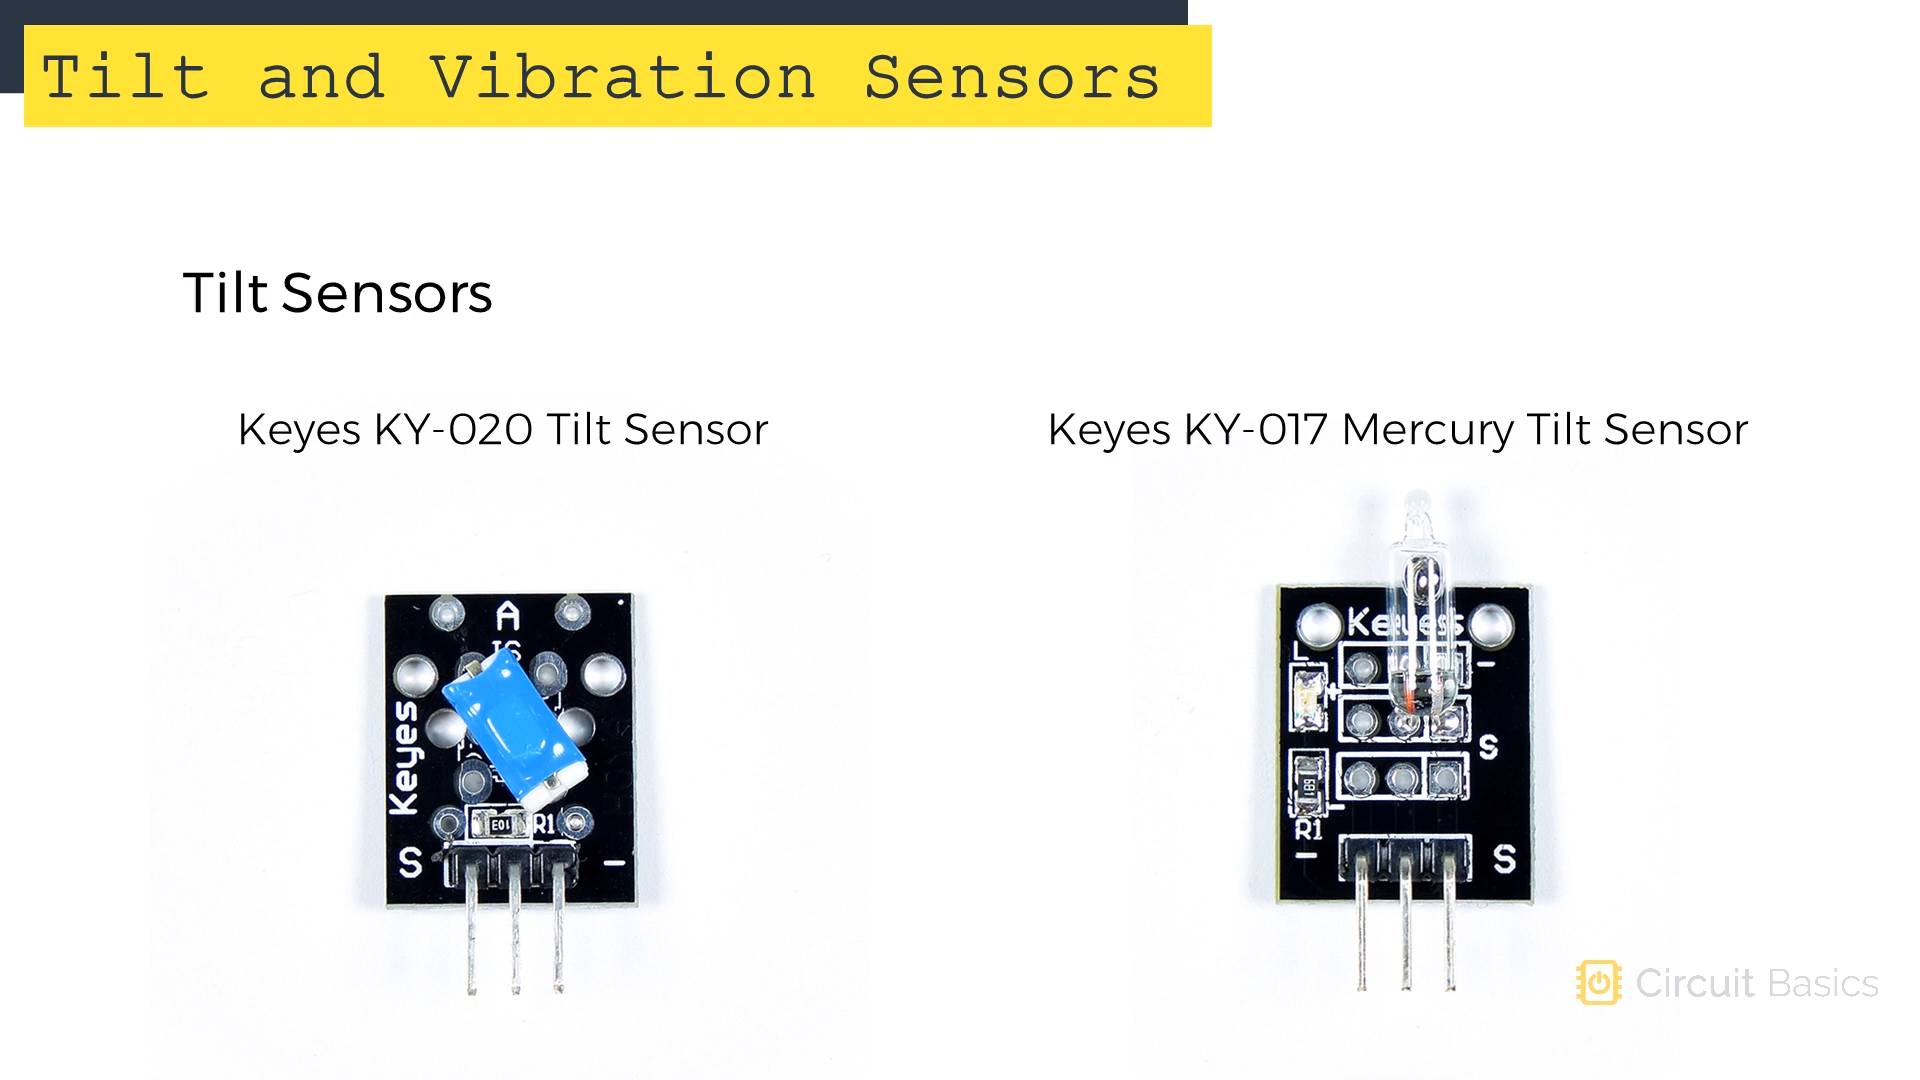 Tilt and Vibration Sensors
Tilt Sensors
Keyes KY-020 Tilt Sensor
Keyes KY-017 Mercury Tilt Sensor
A
Keyes
R1
S
-
Keyes
L
-
+
S
R1
-
S
Circuit Basics